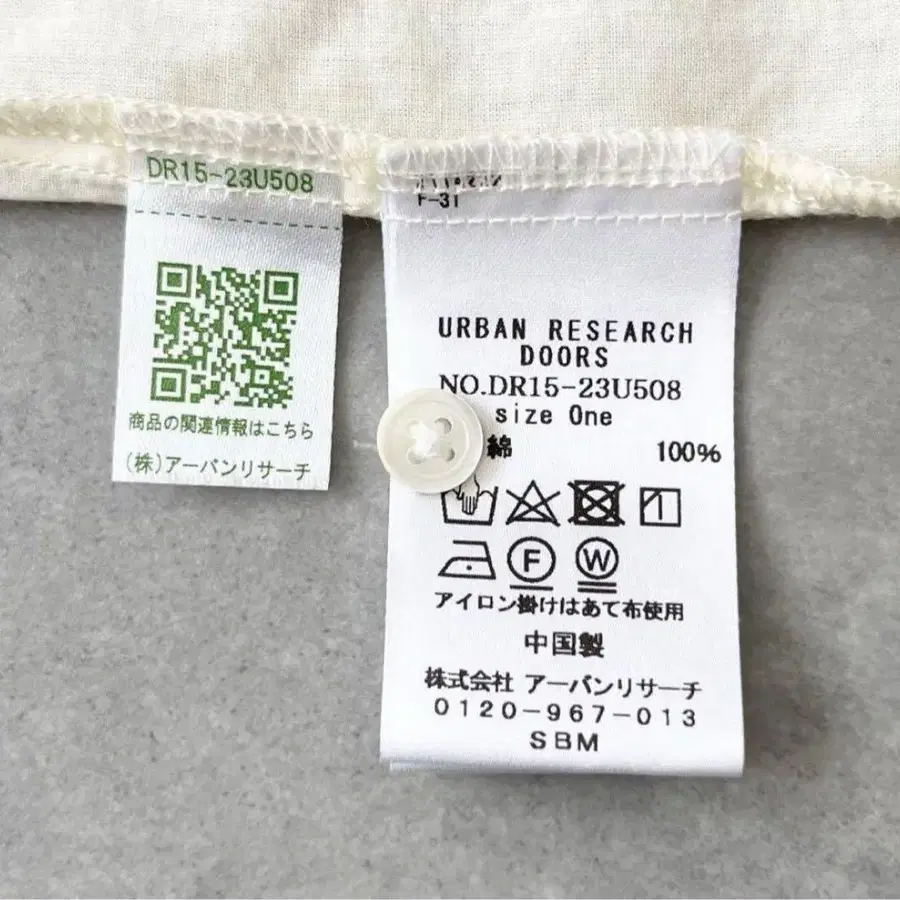 DR15-23U508
商品の関連情報はこちら
(株)アーバンリサーチ
F-31
URBAN RESEARCH
DOORS
NO.DR15-23U508
size One
綿 100%
F W
アイロン掛けはあて布使用
中国製
株式会社 アーバンリサーチ
0120-967-013
SBM